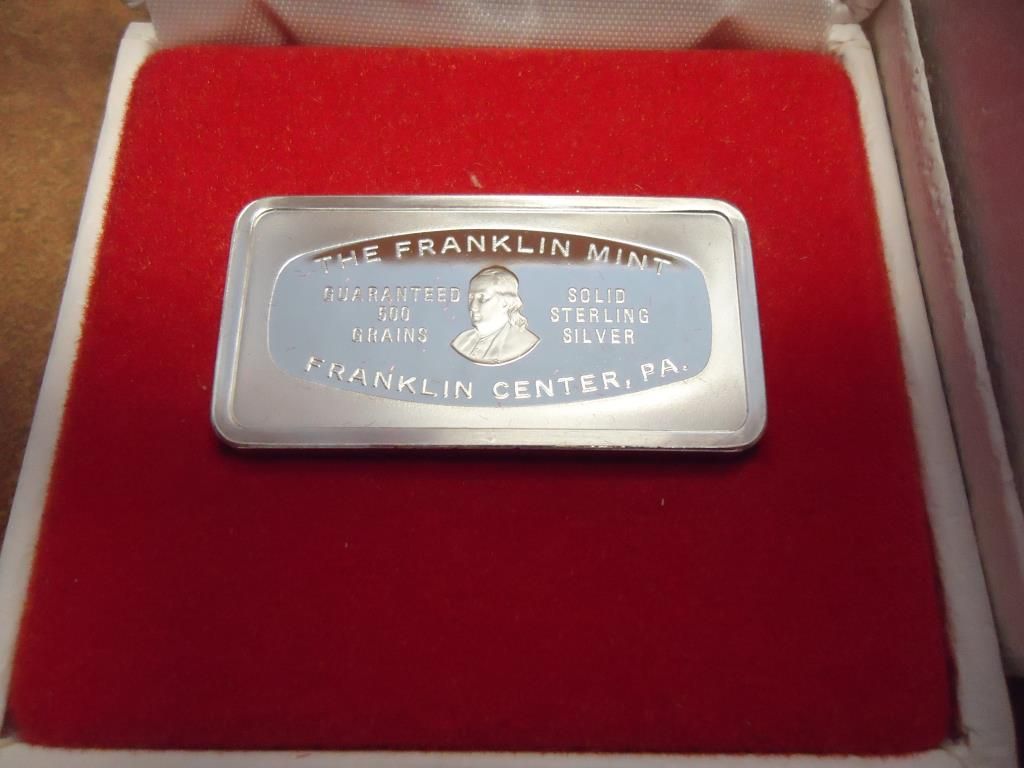 THE FRANKLIN MINT
GUARANTEED
500
GRAINS
SOLID
STERLING
SILVER
FRANKLIN CENTER, PA.